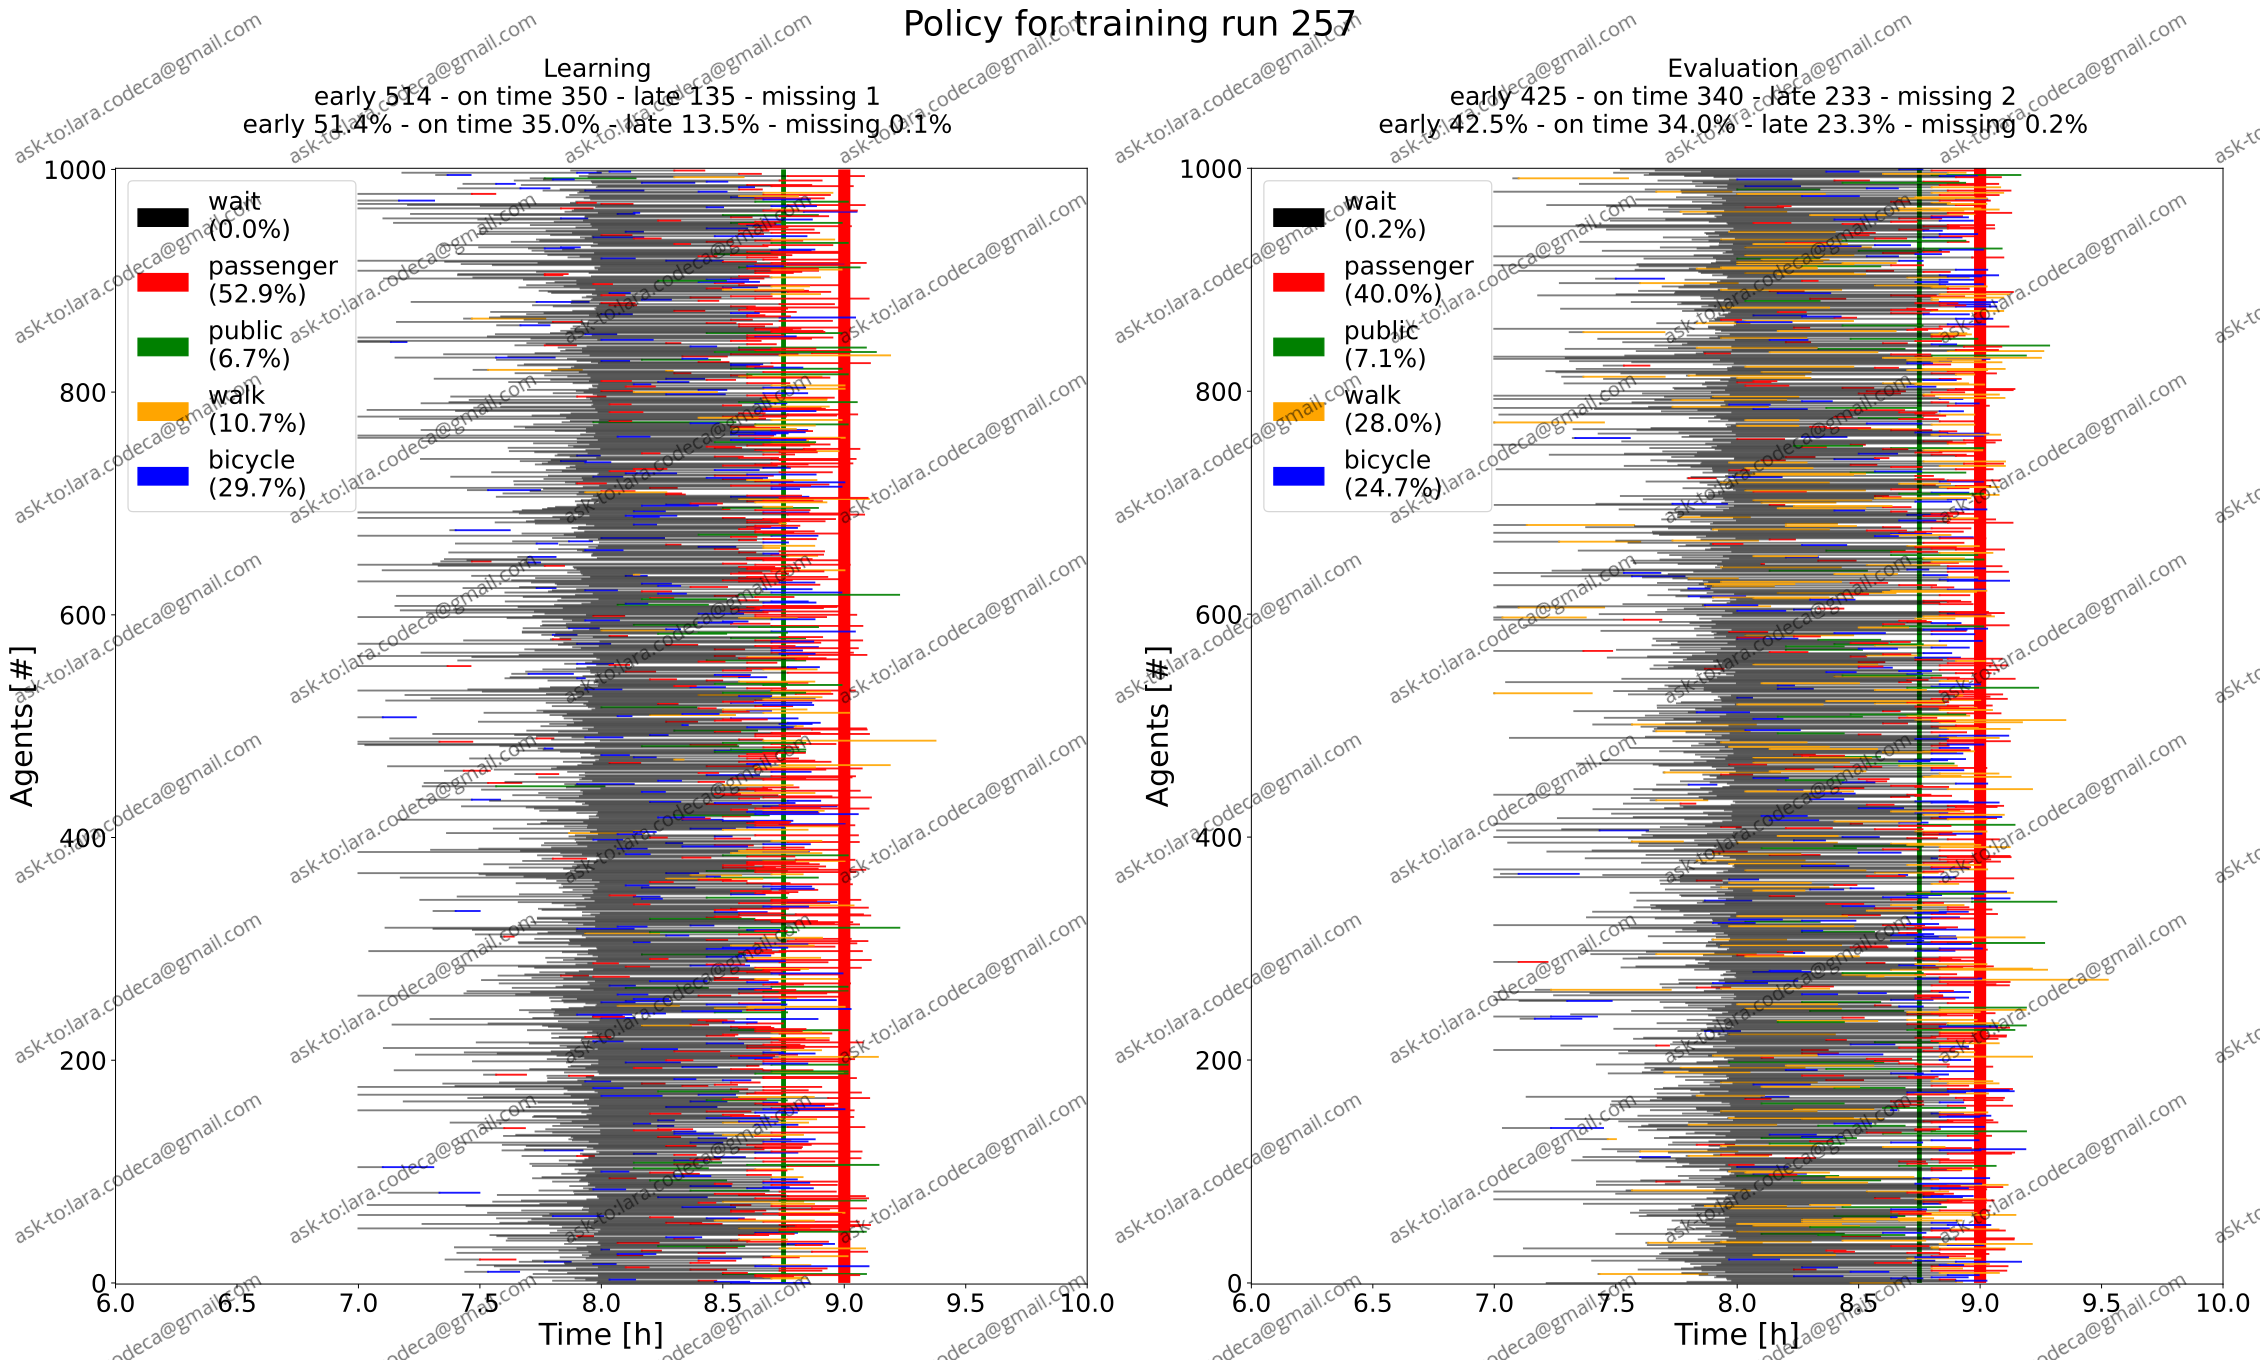 Policy for training run 257
Learning
early 514 - on time 350 - late 135 - missing 1
early 51.4% - on time 35.0% - late 13.5% - missing 0.1%
wait
(0.0%)
passenger
(52.9%)
public
(6.7%)
walk
(10.7%)
bicycle
(29.7%)
Agents [#]
1000
800
600
400
200
0
6.0 6.5 7.0 7.5 8.0 8.5 9.0 9.5 10.0
Time [h]
Evaluation
early 425 - on time 340 - late 233 - missing 2
early 42.5% - on time 34.0% - late 23.3% - missing 0.2%
wait
(0.2%)
passenger
(40.0%)
public
(7.1%)
walk
(28.0%)
bicycle
(24.7%)
Agents [#]
1000
800
600
400
200
0
6.0 6.5 7.0 7.5 8.0 8.5 9.0 9.5 10.0
Time [h]
ask-to:lara.codeca@gmail.com